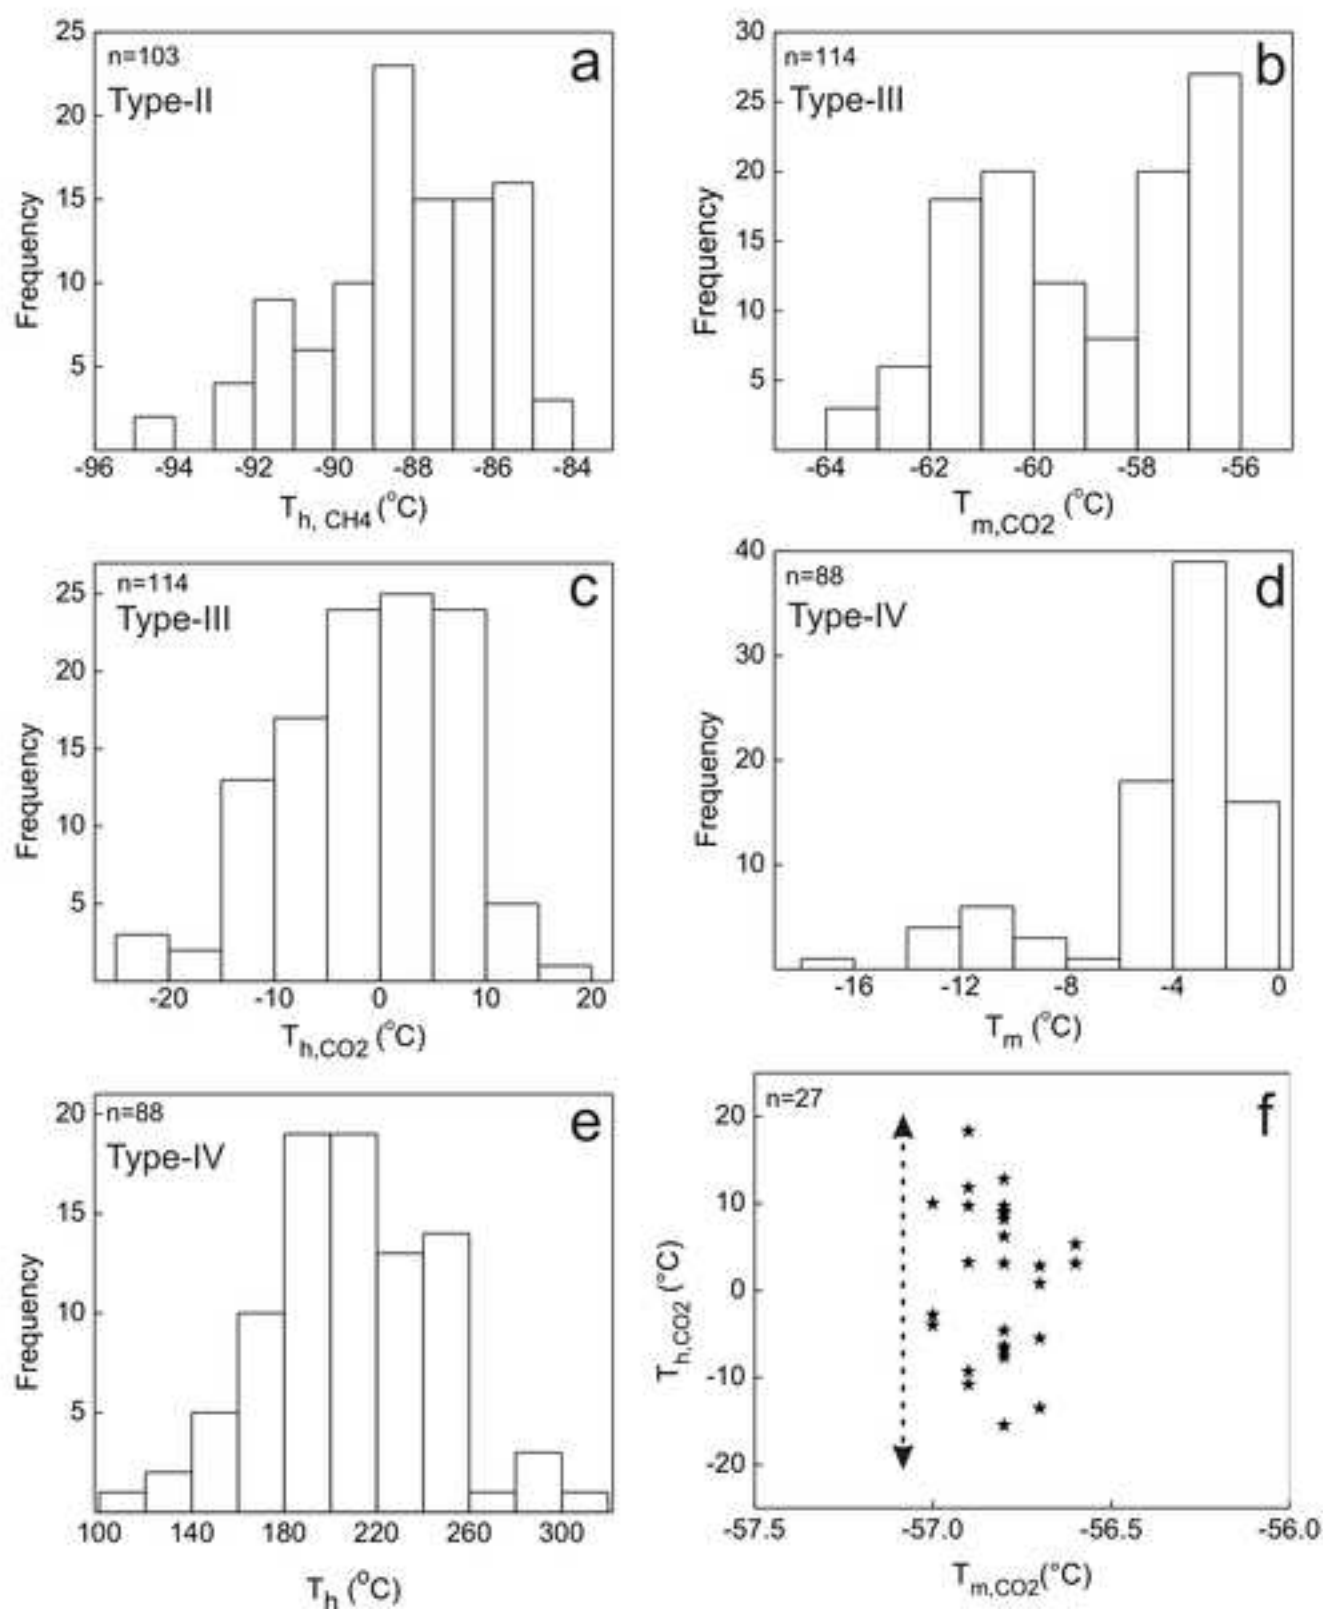 25
n=103
a
Type-II
20
15
10
5
Frequency
-96 -94 -92 -90 -88 -86 -84
Th, CH4 (°C)
30
n=114
b
Type-III
25
20
15
10
5
Frequency
-64 -62 -60 -58 -56
Tm,CO2 (°C)
n=114
c
Type-III
25
20
15
10
5
Frequency
-20 -10 0 10 20
Th,CO2 (°C)
40
n=88
d
Type-IV
30
20
10
Frequency
-16 -12 -8 -4 0
Tm (°C)
20
n=88
e
Type-IV
15
10
5
Frequency
100 140 180 220 260 300
Th (°C)
n=27
f
20
10
0
-10
-20
Th,CO2 (°C)
-57.5 -57.0 -56.5 -56.0
Tm,CO2(°C)